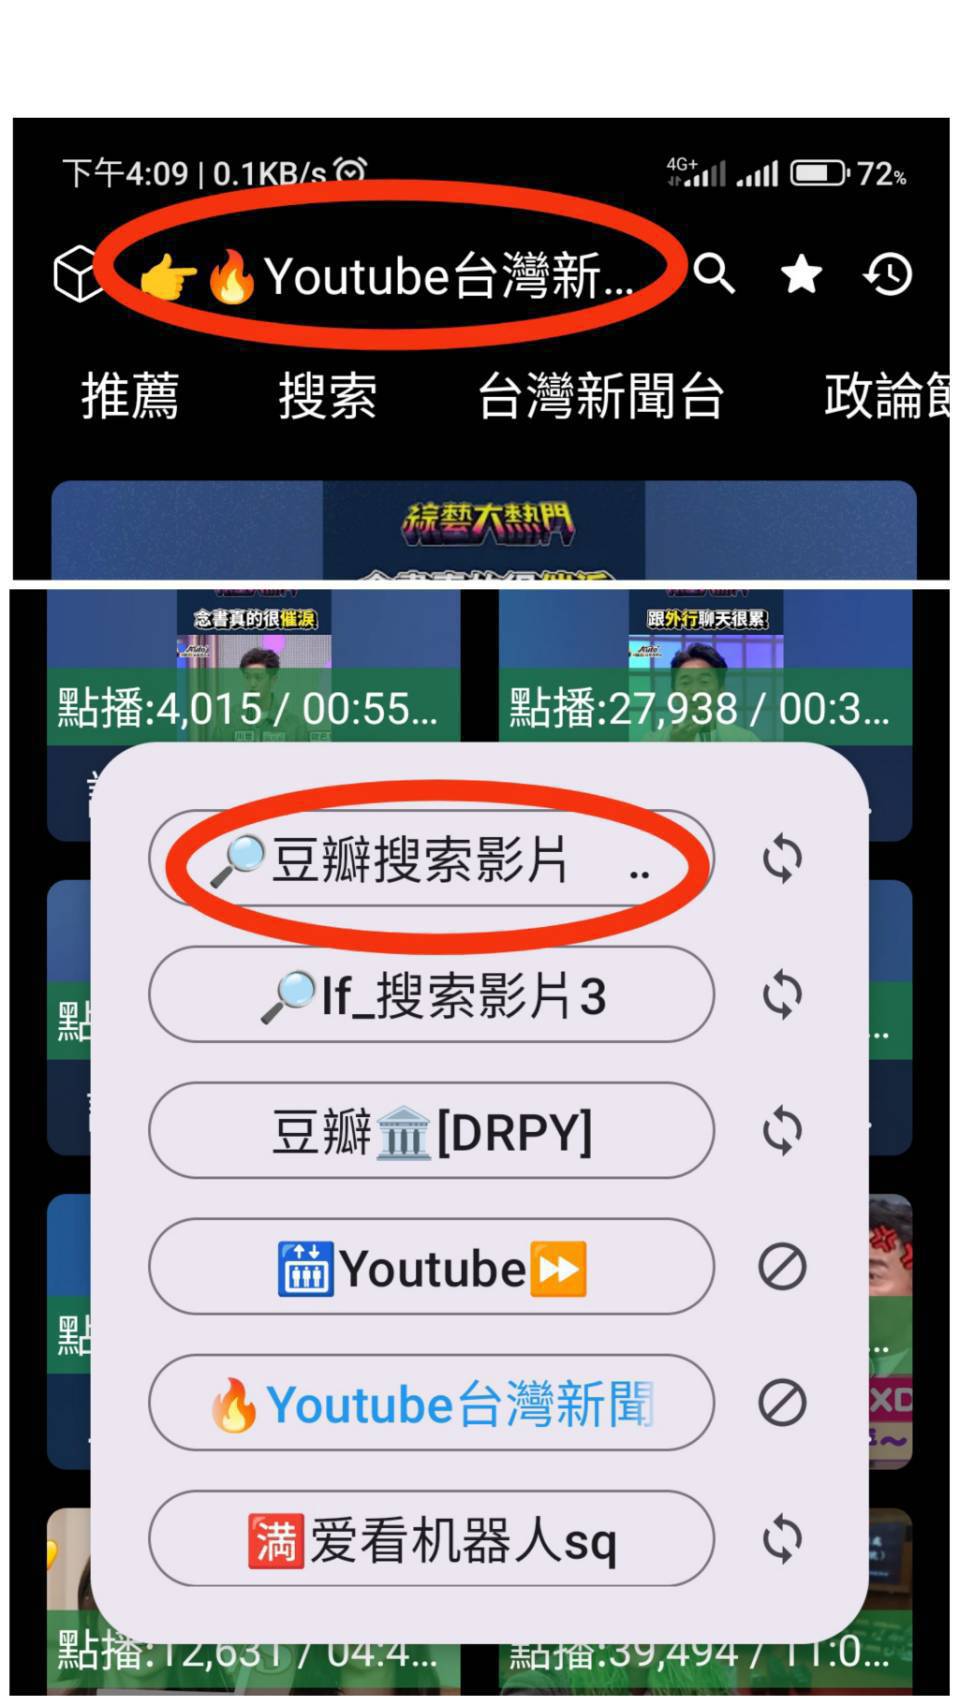 下午4:09 | 0.1KB/s 4G+ 72%
👉🔥Youtube台灣新...
推薦 搜索 台灣新聞台 政論
綜藝大熱門
念書真的很催淚 跟外行聊天很累
點播:4,015 / 00:55... 點播:27,938 / 00:3...
🔎豆瓣搜索影片 ..
🔎If_搜索影片3
豆瓣🏛️[DRPY]
🛗Youtube⏩
🔥Youtube台灣新聞
XD
🈵爱看机器人sq
點播:12,631 / 04:4... 點播:39,494 / 11:0...